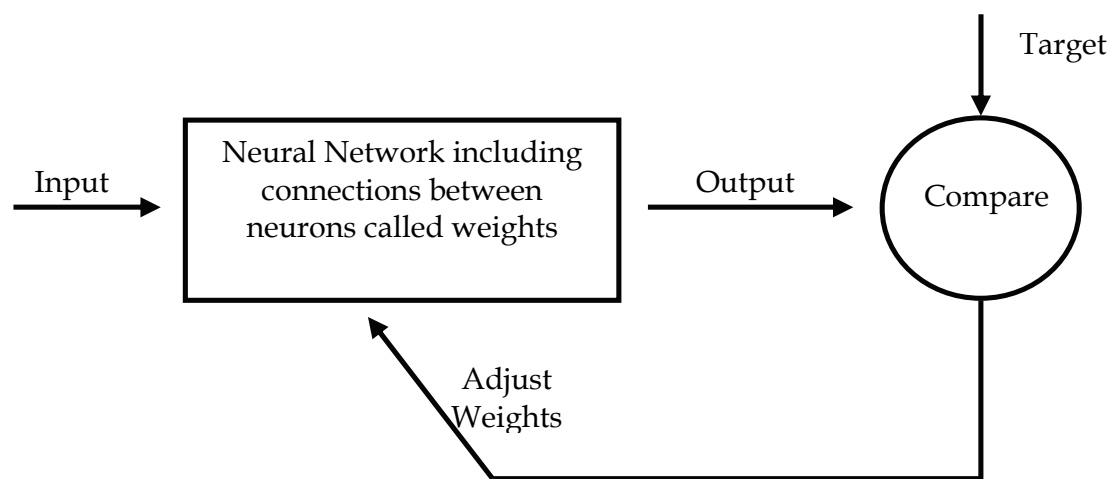 Target
Input
Neural Network including
connections between
neurons called weights
Output
Compare
Adjust
Weights